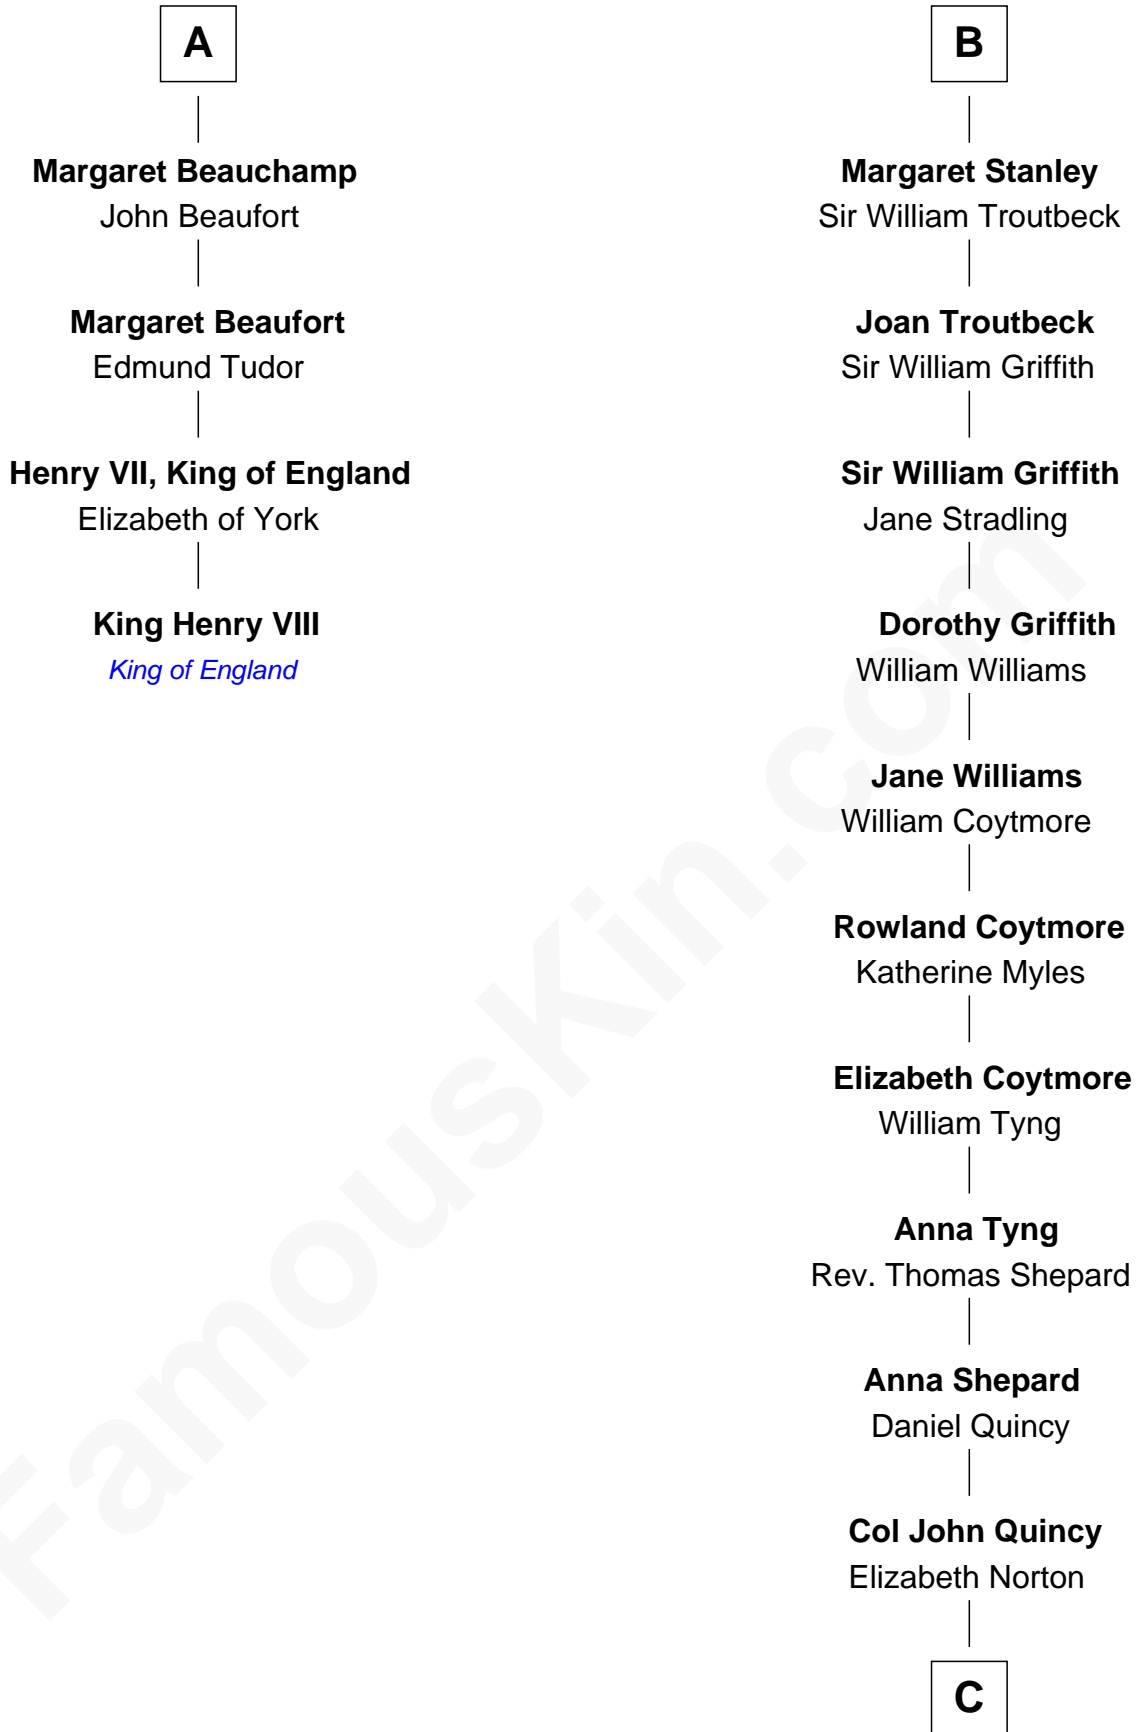 A
Margaret Beauchamp
John Beaufort
Margaret Beaufort
Edmund Tudor
Henry VII, King of England
Elizabeth of York
King Henry VIII
King of England
B
Margaret Stanley
Sir William Troutbeck
Joan Troutbeck
Sir William Griffith
Sir William Griffith
Jane Stradling
Dorothy Griffith
William Williams
Jane Williams
William Coytmore
Rowland Coytmore
Katherine Myles
Elizabeth Coytmore
William Tyng
Anna Tyng
Rev. Thomas Shepard
Anna Shepard
Daniel Quincy
Col John Quincy
Elizabeth Norton
C
FamousKin.com